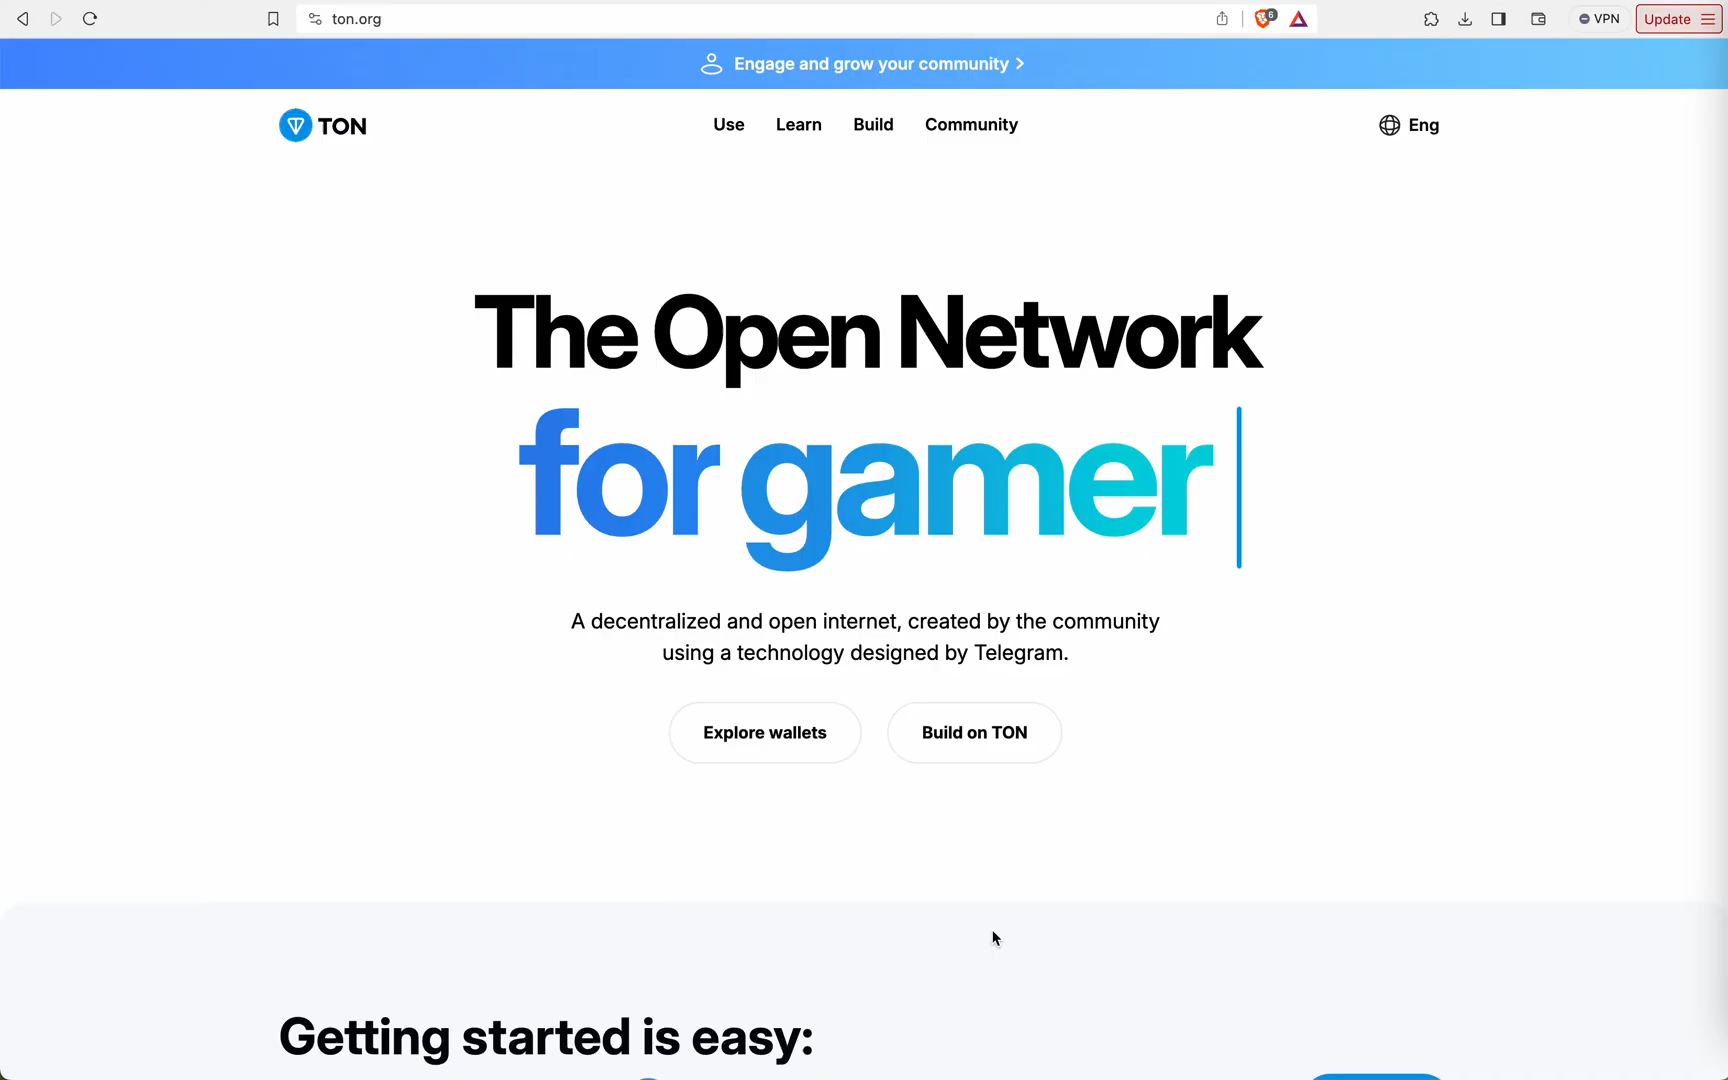 ton.org
6
VPN
Update
Engage and grow your community
TON
Use
Learn
Build
Community
Eng
The Open Network
for gamer
A decentralized and open internet, created by the community
using a technology designed by Telegram.
Explore wallets
Build on TON
Getting started is easy: